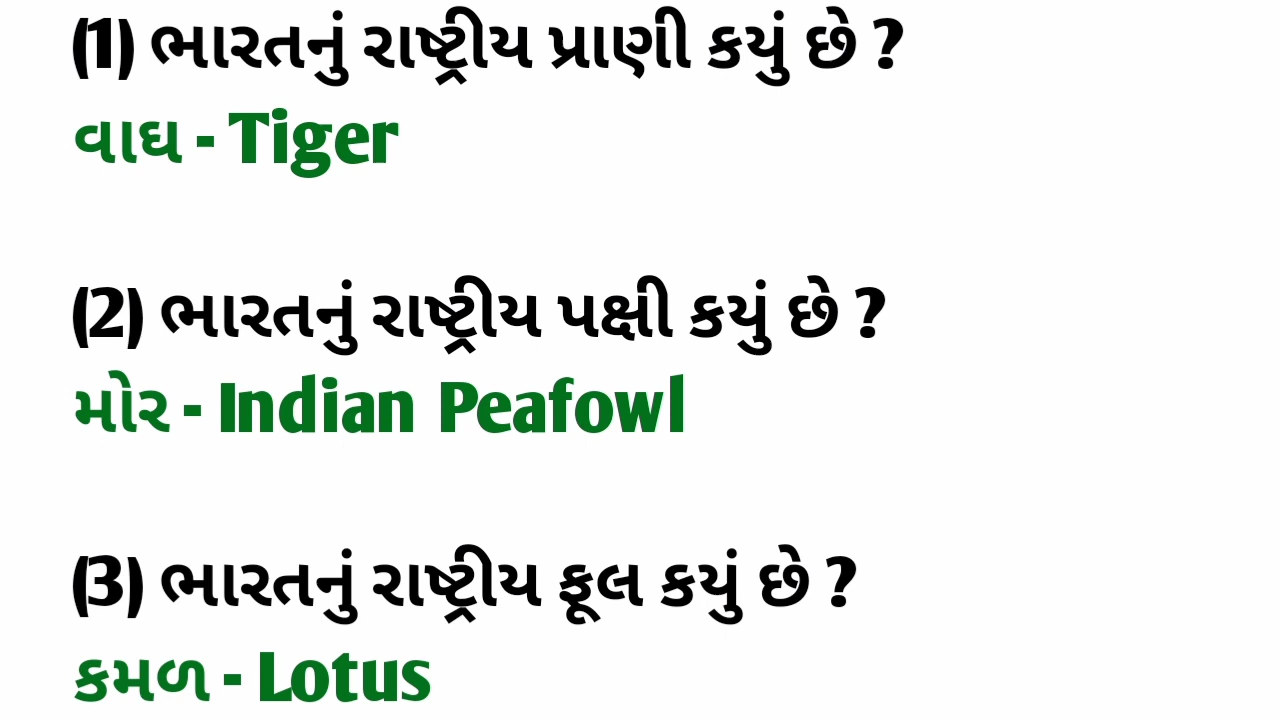 (1) ભારતનું રાષ્ટ્રીય પ્રાણી કયું છે ?
વાઘ - Tiger
(2) ભારતનું રાષ્ટ્રીય પક્ષી કયું છે ?
મોર - Indian Peafowl
(3) ભારતનું રાષ્ટ્રીય ફૂલ કયું છે ?
કમળ - Lotus